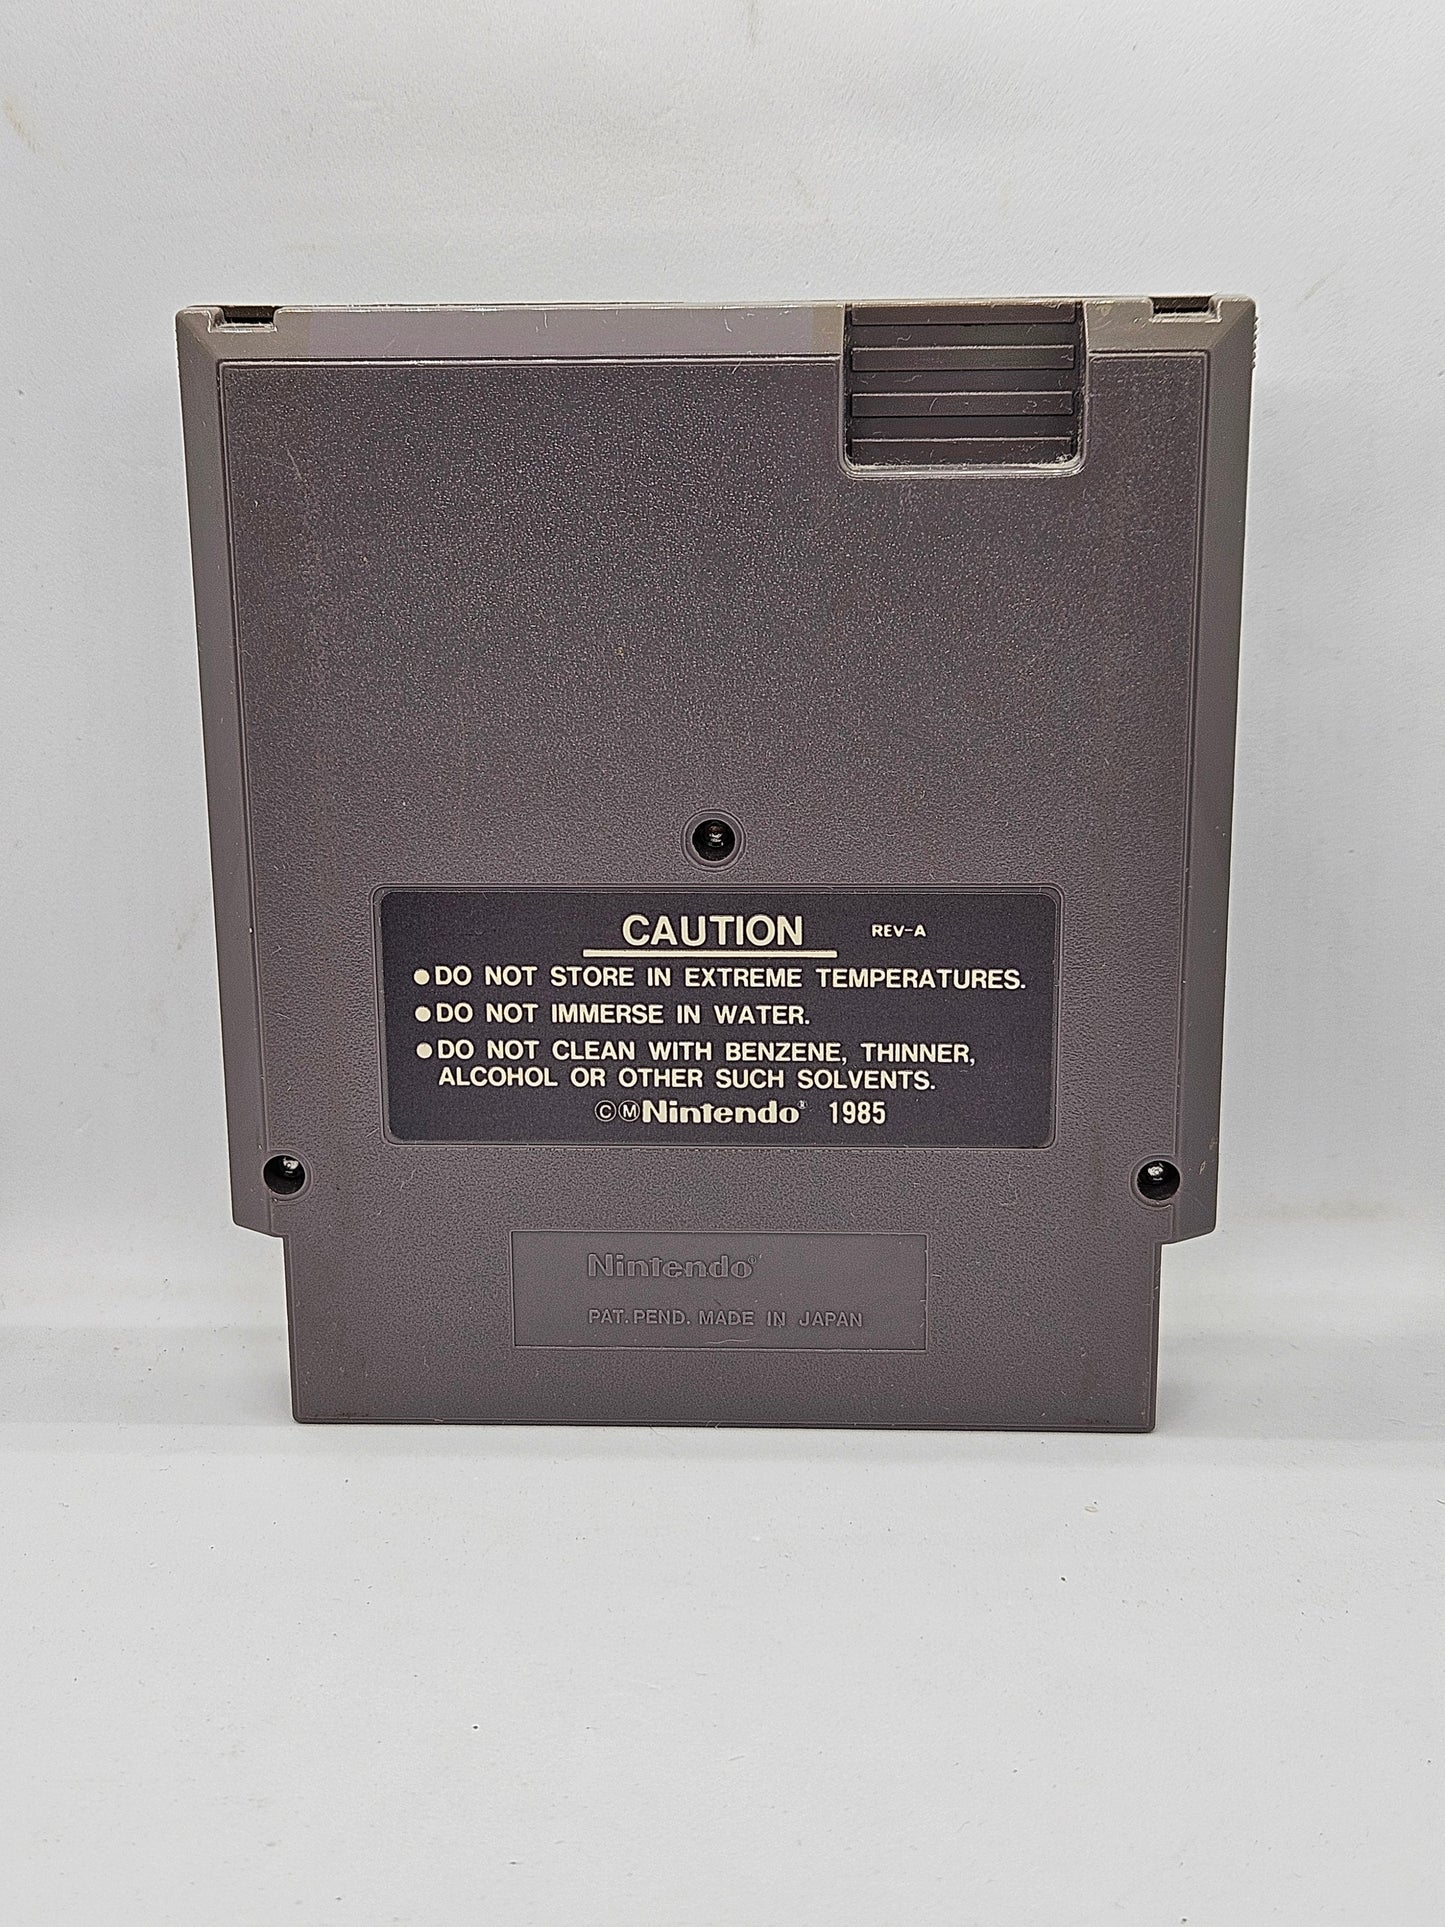 CAUTION REV-A
●DO NOT STORE IN EXTREME TEMPERATURES.
●DO NOT IMMERSE IN WATER.
●DO NOT CLEAN WITH BENZENE, THINNER,
ALCOHOL OR OTHER SUCH SOLVENTS.
ⒸⓂNintendo® 1985
Nintendo®
PAT. PEND. MADE IN JAPAN